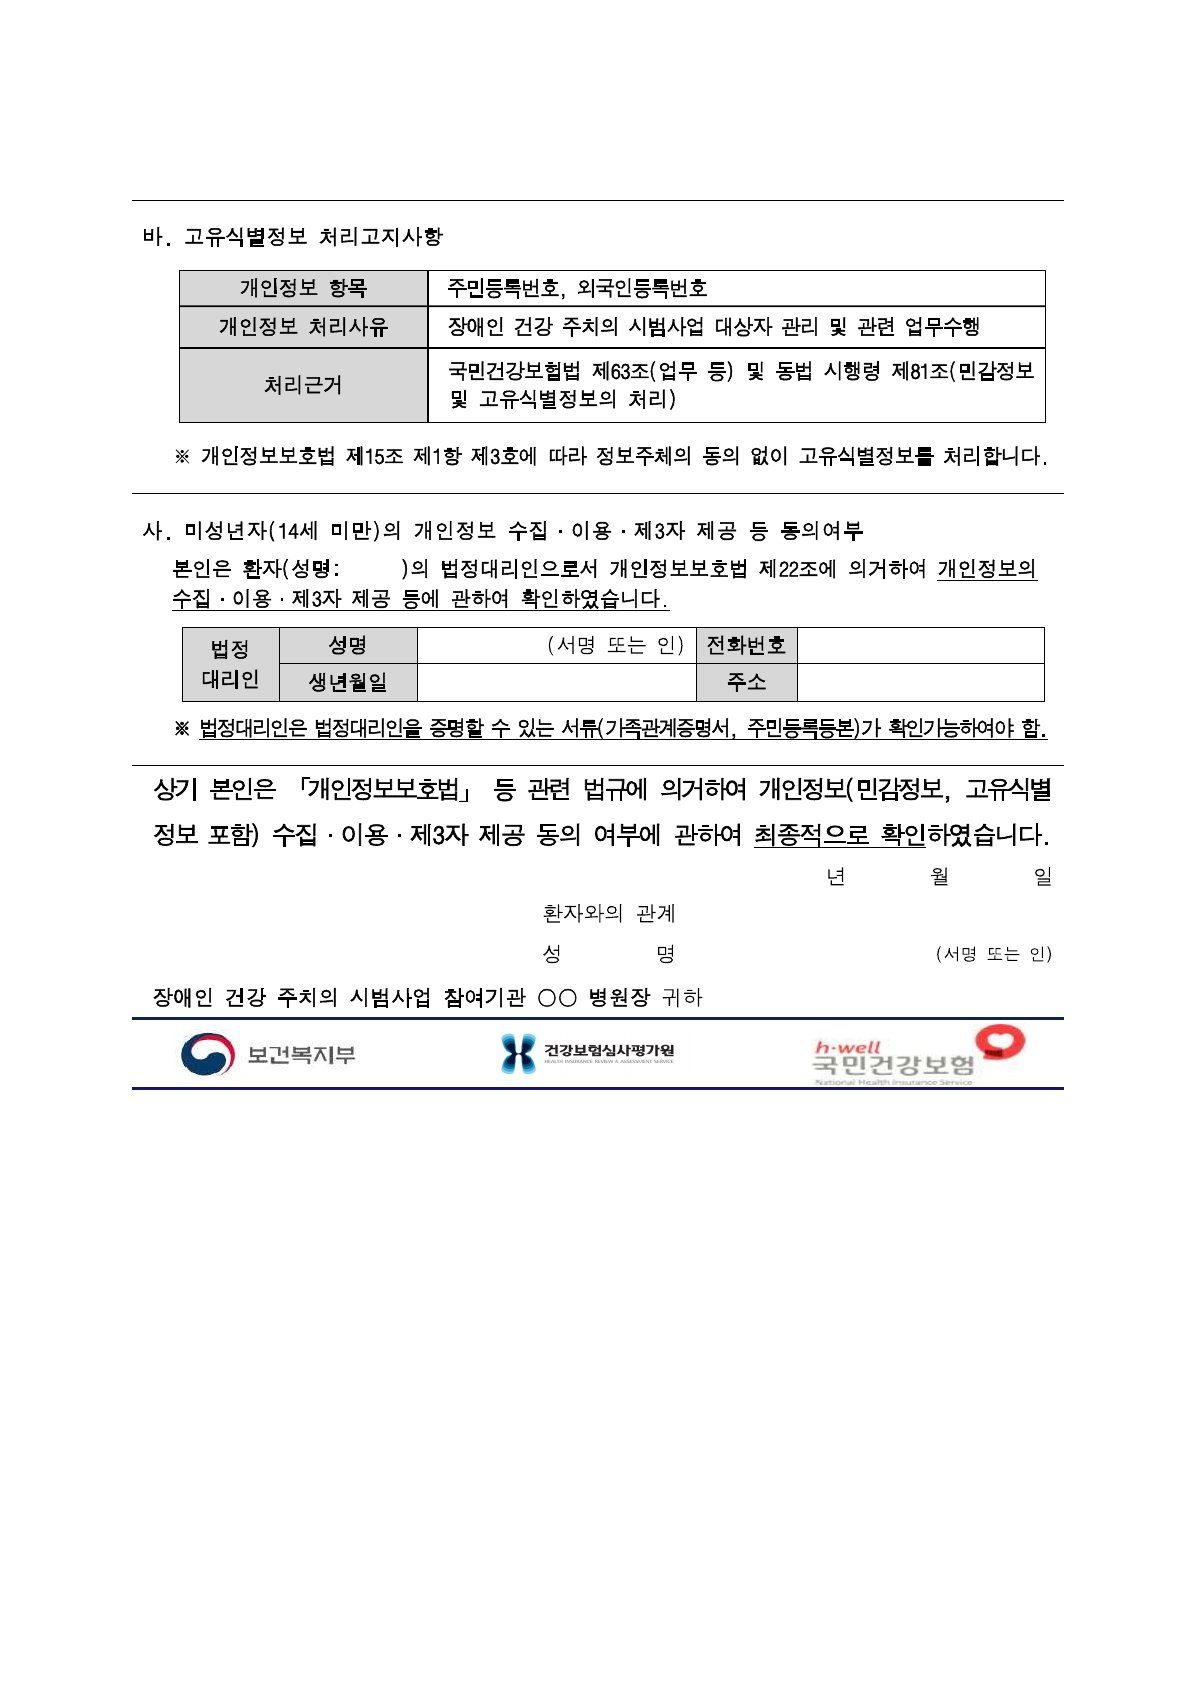 바. 고유식별정보 처리고지사항
개인정보 항목 주민등록번호, 외국인등록번호
개인정보 처리사유 장애인 건강 주치의 시범사업 대상자 관리 및 관련 업무수행
처리근거 국민건강보험법 제63조(업무 등) 및 동법 시행령 제81조(민감정보
및 고유식별정보의 처리)
※ 개인정보보호법 제15조 제1항 제3호에 따라 정보주체의 동의 없이 고유식별정보를 처리합니다.
사. 미성년자(14세 미만)의 개인정보 수집·이용·제3자 제공 등 동의여부
본인은 환자(성명: )의 법정대리인으로서 개인정보보호법 제22조에 의거하여 개인정보의
수집·이용·제3자 제공 등에 관하여 확인하였습니다.
법정
대리인
성명 (서명 또는 인) 전화번호
생년월일 주소
※ 법정대리인은 법정대리인을 증명할 수 있는 서류(가족관계증명서, 주민등록등본)가 확인가능하여야 함.
상기 본인은 「개인정보보호법」 등 관련 법규에 의거하여 개인정보(민감정보, 고유식별
정보 포함) 수집·이용·제3자 제공 동의 여부에 관하여 최종적으로 확인하였습니다.
년 월 일
환자와의 관계
성 명 (서명 또는 인)
장애인 건강 주치의 시범사업 참여기관 ○○ 병원장 귀하
보건복지부
건강보험심사평가원
HEALTH INSURANCE REVIEW & ASSESSMENT SERVICE
h-well
국민건강보험
National Health Insurance Service